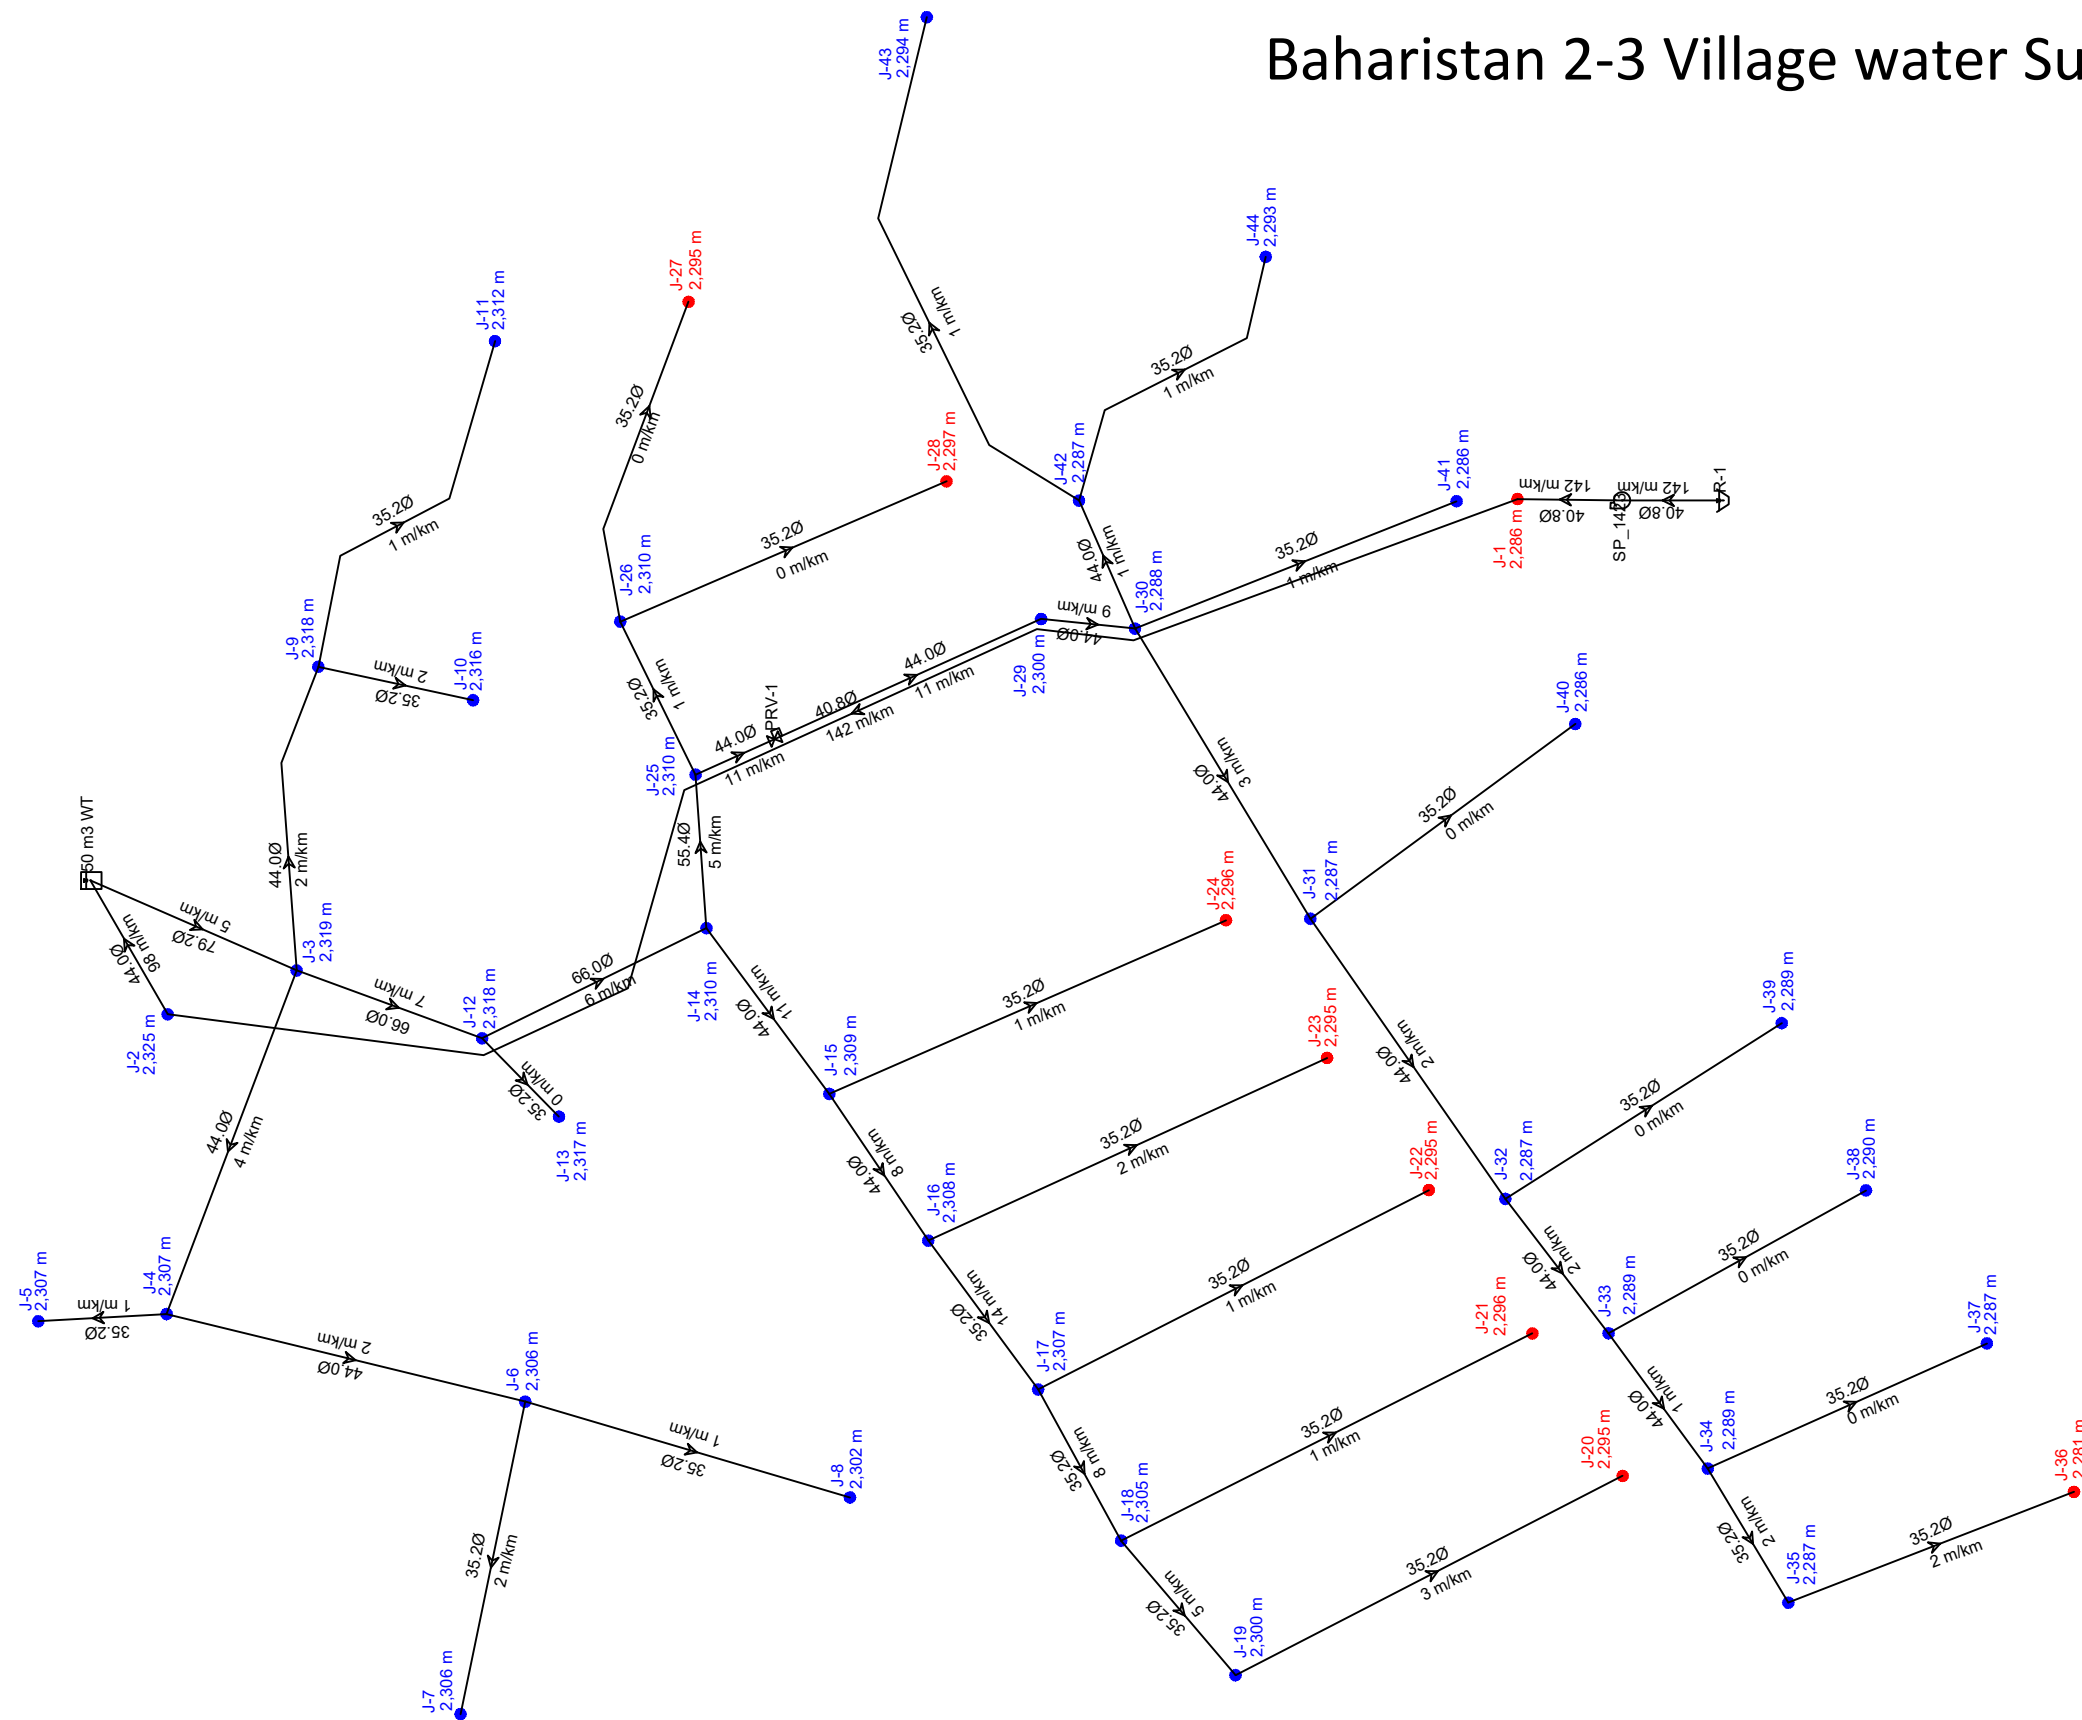 Baharistan 2-3 Village water Su
J-43
2,294 m
J-44
2,293 m
J-27
2,295 m
J-11
2,312 m
35.2Ø
1 m/km
35.2Ø
1 m/km
35.2Ø
0 m/km
J-28
2,297 m
J-42
2,287 m
J-41
2,286 m
142 m/km
40.8Ø
142 m/km
40.8Ø
R-1
J-1
2,286 m
35.2Ø
1 m/km
35.2Ø
0 m/km
44.0Ø
1 m/km
35.2Ø
1 m/km
J-26
2,310 m
J-30
2,288 m
9 m/km
44.0Ø
J-9
2,318 m
J-10
2,316 m
2 m/km
35.2Ø
35.2Ø
1 m/km
44.0Ø
11 m/km
J-29
2,300 m
40.8Ø
142 m/km
PRV-1
44.0Ø
11 m/km
J-25
2,310 m
J-40
2,286 m
3 m/km
44.0Ø
50 m3 WT
44.0Ø
2 m/km
55.4Ø
5 m/km
35.2Ø
0 m/km
5 m/km
79.2Ø
98 m/km
44.0Ø
J-3
2,319 m
J-24
2,296 m
J-31
2,287 m
7 m/km
66.0Ø
J-12
2,318 m
66.0Ø
6 m/km
J-14
2,310 m
11 m/km
44.0Ø
35.2Ø
1 m/km
J-2
2,325 m
J-23
2,295 m
J-39
2,289 m
2 m/km
44.0Ø
0 m/km
35.2Ø
J-13
2,317 m
J-15
2,309 m
44.0Ø
4 m/km
8 m/km
44.0Ø
35.2Ø
2 m/km
35.2Ø
0 m/km
J-22
2,295 m
J-32
2,287 m
J-38
2,290 m
J-16
2,308 m
J-5
2,307 m
J-4
2,307 m
1 m/km
35.2Ø
14 m/km
35.2Ø
35.2Ø
1 m/km
J-21
2,296 m
2 m/km
44.0Ø
35.2Ø
0 m/km
J-33
2,289 m
J-37
2,287 m
2 m/km
44.0Ø
J-6
2,306 m
J-17
2,307 m
1 m/km
44.0Ø
35.2Ø
0 m/km
1 m/km
35.2Ø
J-8
2,302 m
8 m/km
35.2Ø
35.2Ø
1 m/km
J-20
2,295 m
J-34
2,289 m
J-36
2,281 m
J-18
2,305 m
35.2Ø
2 m/km
2 m/km
35.2Ø
35.2Ø
2 m/km
J-35
2,287 m
5 m/km
35.2Ø
35.2Ø
3 m/km
J-19
2,300 m
J-7
2,306 m